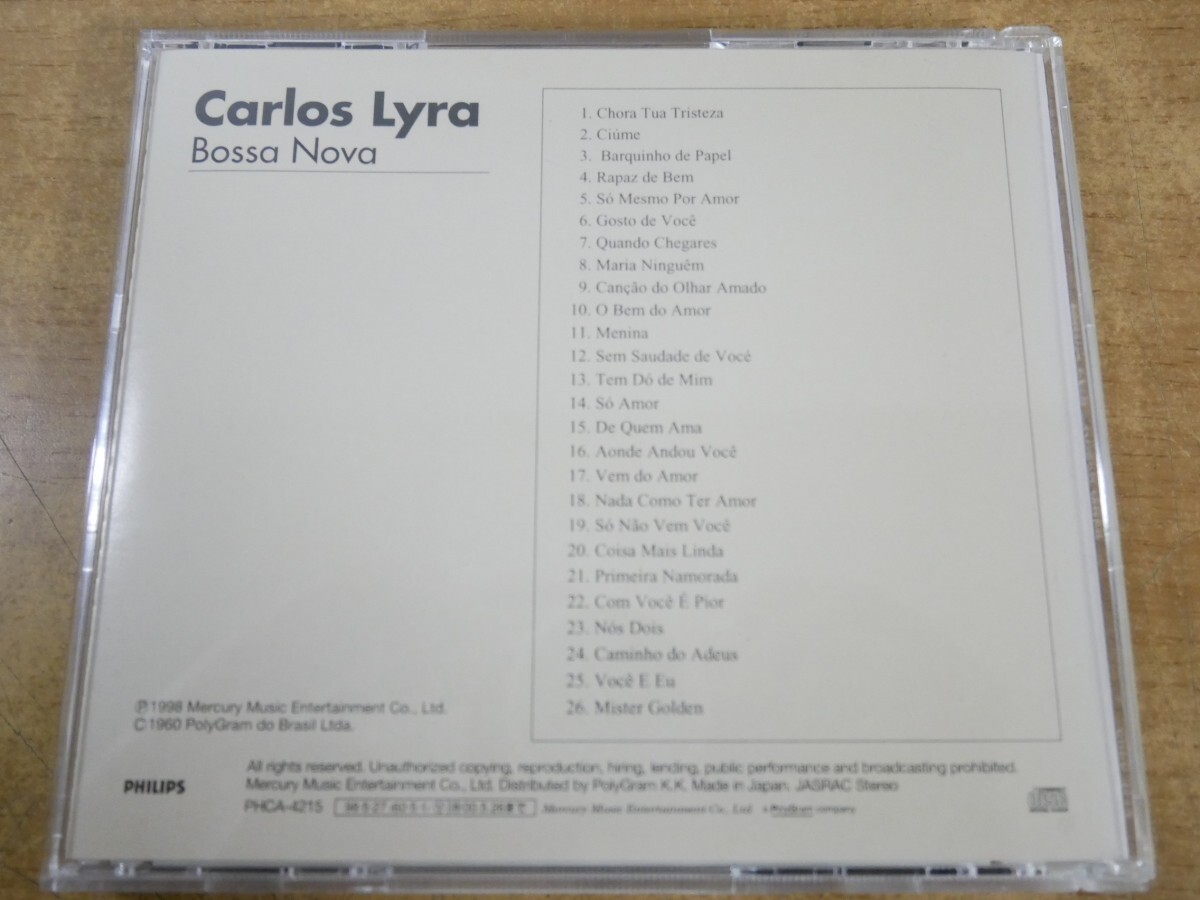 Carlos Lyra
Bossa Nova
1. Chora Tua Tristeza
2. Ciúme
3. Barquinho de Papel
4. Rapaz de Bem
5. Só Mesmo Por Amor
6. Gosto de Você
7. Quando Chegares
8. Maria Ninguêm
9. Canção do Olhar Amado
10. O Bem do Amor
11. Menina
12. Sem Saudade de Você
13. Tem Dó de Mim
14. Só Amor
15. De Quem Ama
16. Aonde Andou Você
17. Vem do Amor
18. Nada Como Ter Amor
19. Só Não Vem Você
20. Coisa Mais Linda
21. Primeira Namorada
22. Com Você É Pior
23. Nós Dois
24. Caminho do Adeus
25. Você E Eu
26. Mister Golden
℗1998 Mercury Music Entertainment Co., Ltd.
©1960 PolyGram do Brasil Ltda.
PHILIPS
All rights reserved. Unauthorized copying, reproduction, hiring, lending, public performance and broadcasting prohibited.
Mercury Music Entertainment Co., Ltd. Distributed by PolyGram K.K. Made in Japan. JASRAC Stereo
PHCA-4215
Mercury Music Entertainment Co., Ltd. a PolyGram company